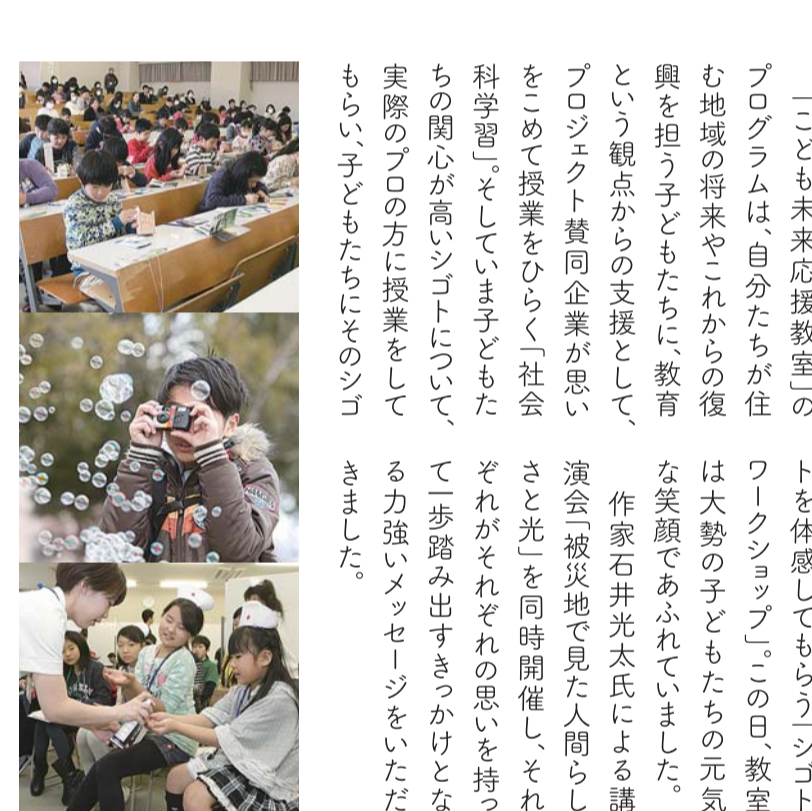 「こども未来応援教室」の
プログラムは、自分たちが住
む地域の将来やこれからの復
興を担う子どもたちに、教育
という観点からの支援として、
プロジェクト賛同企業が思い
をこめて授業をひらく「社会
科学習」。そしていま子どもた
ちの関心が高いシゴトについて、
実際のプロの方に授業をして
もらい、子どもたちにそのシゴ
トを体感してもらう「シゴト
ワークショップ」。この日、教室
は大勢の子どもたちの元気
な笑顔であふれていました。
作家石井光太氏による講
演会「被災地で見た人間らし
さと光」を同時開催し、それ
ぞれがそれぞれの思いを持っ
て一歩踏み出すきっかけとな
る力強いメッセージをいただ
きました。